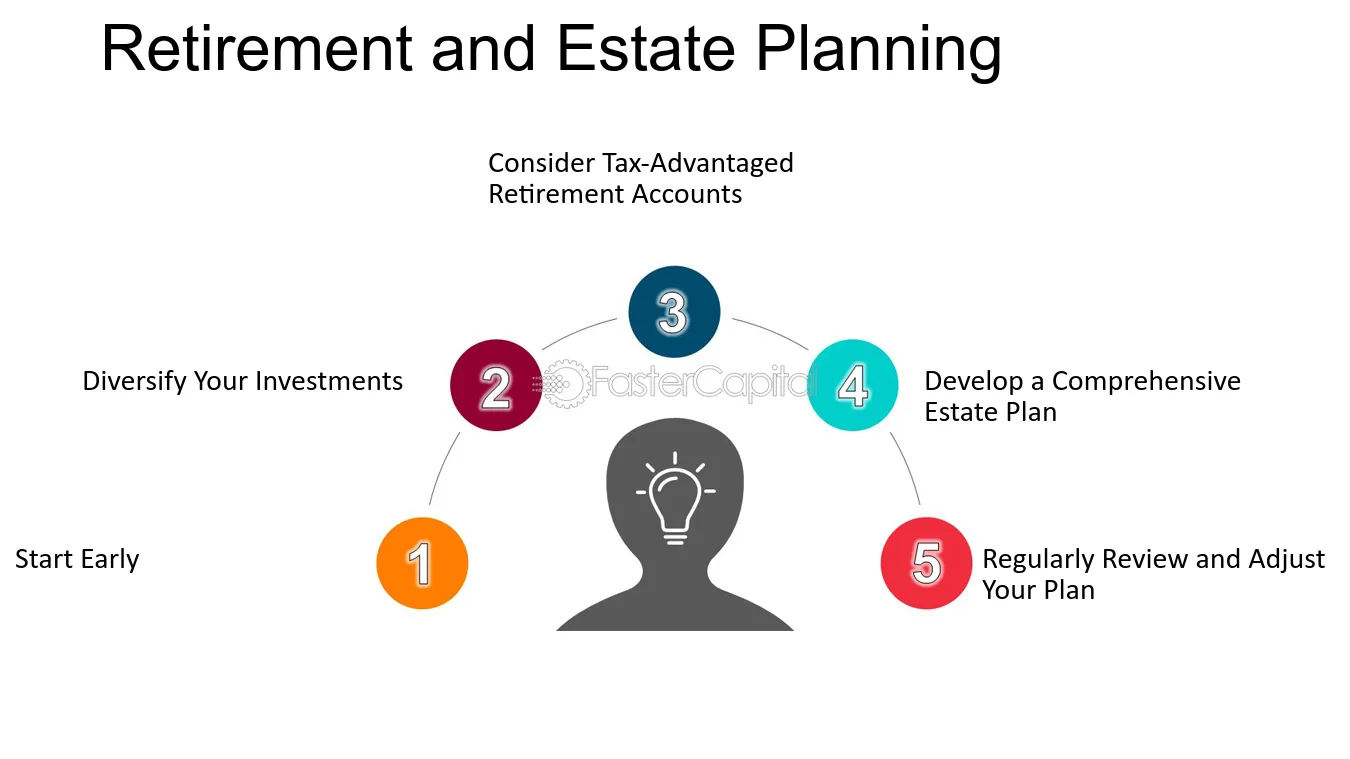 Retirement and Estate Planning
Consider Tax-Advantaged
Retirement Accounts
3
Diversify Your Investments
2
FasterCapital
4
Develop a Comprehensive
Estate Plan
Start Early
1
5
Regularly Review and Adjust
Your Plan